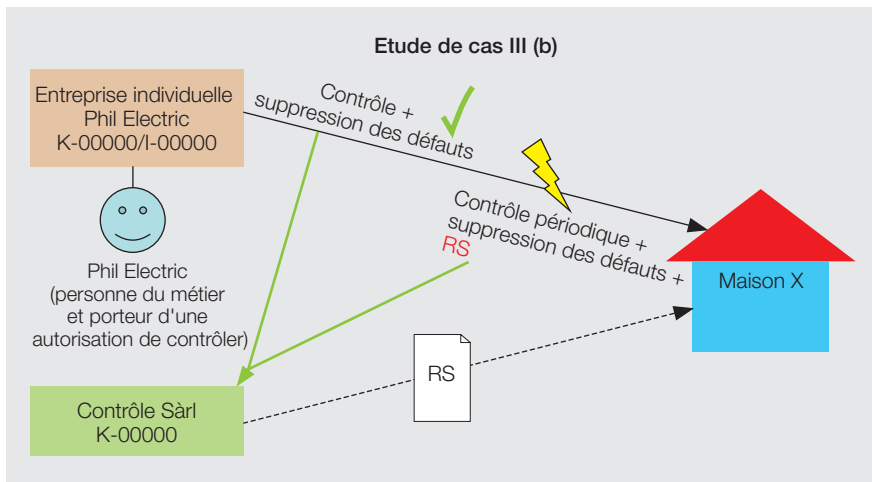 Etude de cas III (b)
Entreprise individuelle
Phil Electric
K-00000/I-00000
Contrôle +
suppression des défauts
Contrôle périodique +
suppression des défauts +
RS
Phil Electric
(personne du métier
et porteur d'une
autorisation de contrôler)
Maison X
RS
Contrôle Sàrl
K-00000